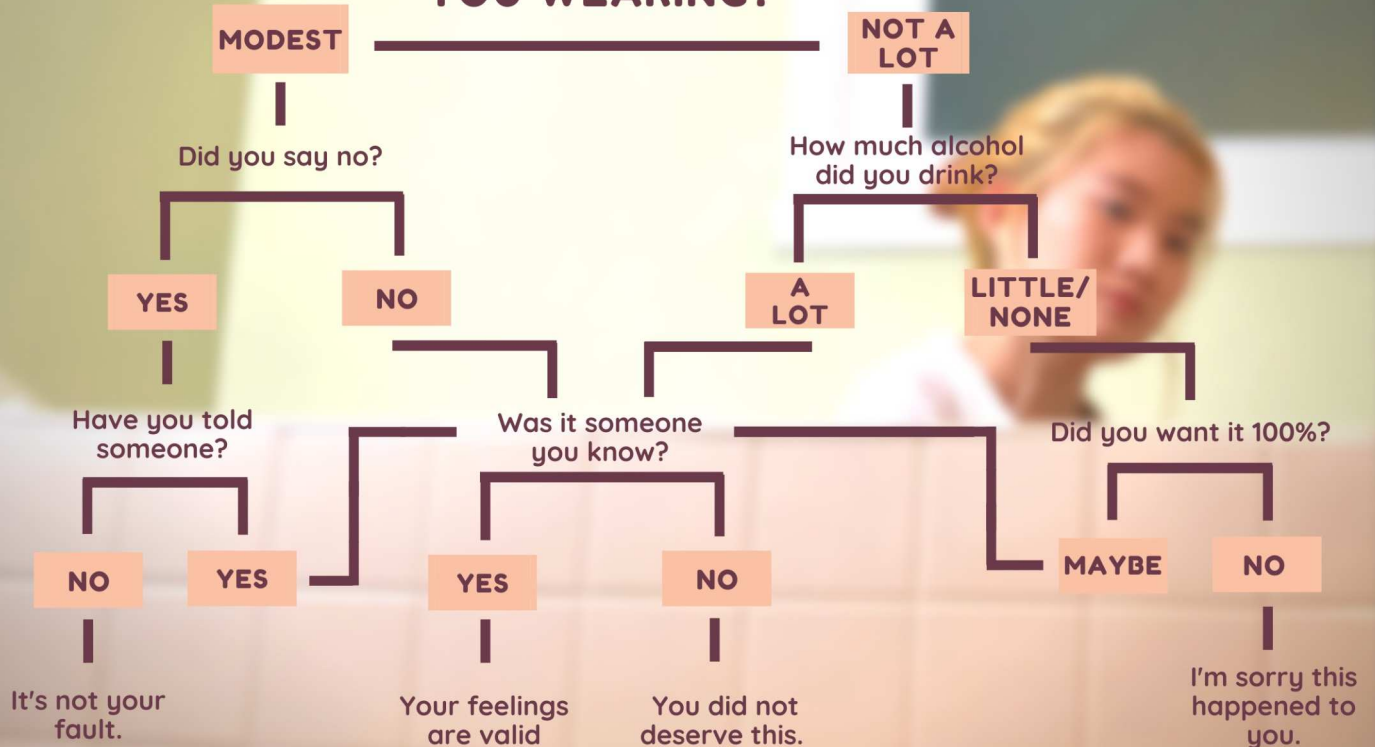 YOU WEARING?
MODEST
NOT A
LOT
Did you say no?
How much alcohol
did you drink?
YES
NO
A
LOT
LITTLE/
NONE
Have you told
someone?
Was it someone
you know?
Did you want it 100%?
NO
YES
YES
NO
MAYBE
NO
It's not your
fault.
Your feelings
are valid
You did not
deserve this.
I'm sorry this
happened to
you.